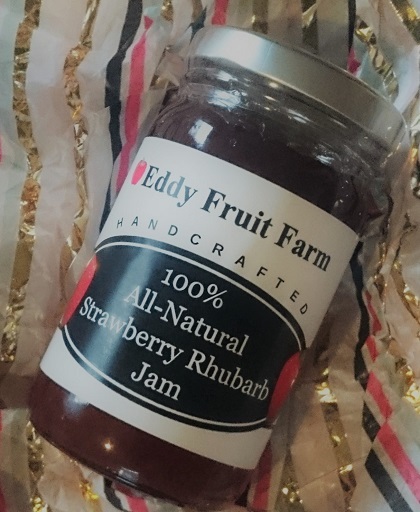 Eddy Fruit Farm
HANDCRAFTED
100%
All-Natural
Strawberry Rhubarb
Jam